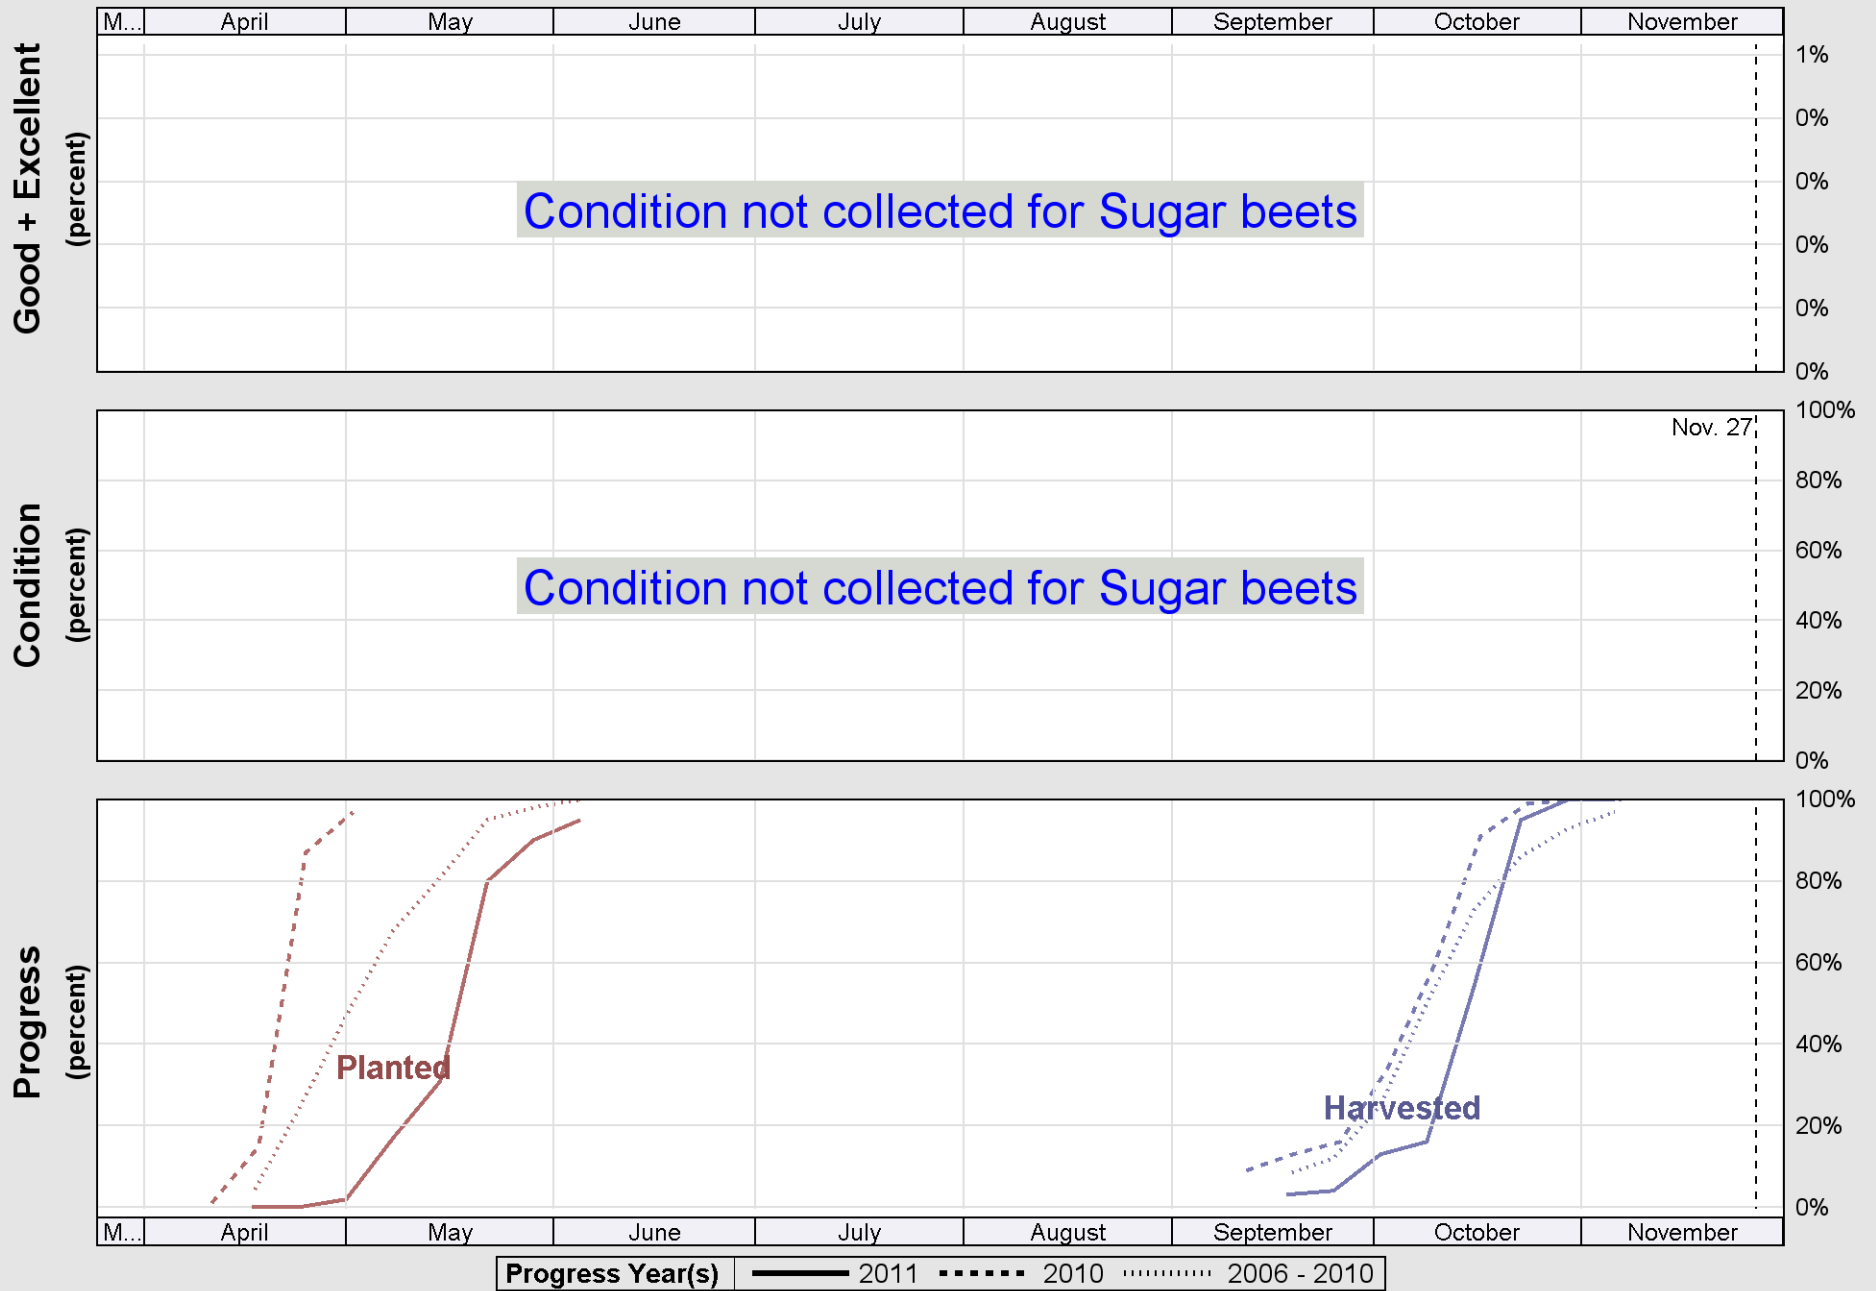 M... April May June July August September October November
Good + Excellent
(percent)
1%
0%
0%
0%
0%
0%
Condition not collected for Sugar beets
Condition
(percent)
100%
80%
60%
40%
20%
0%
Nov. 27
Condition not collected for Sugar beets
Progress
(percent)
100%
80%
60%
40%
20%
0%
Planted
Harvested
M... April May June July August September October November
Progress Year(s) 2011 2010 2006 - 2010